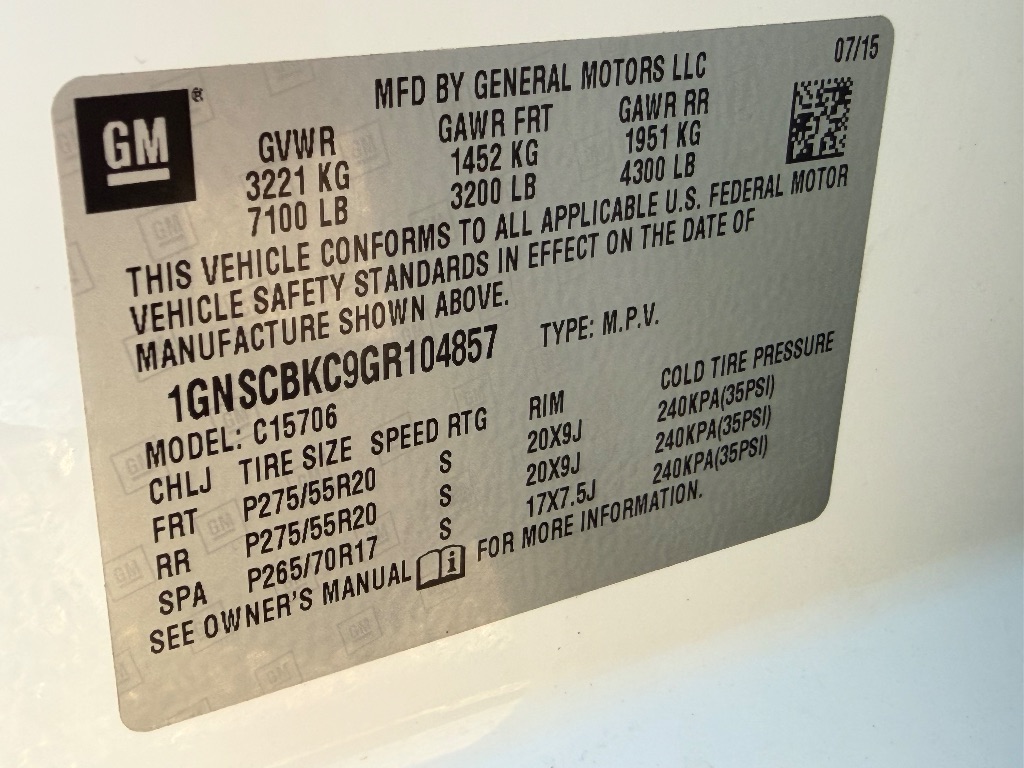 07/15
GM ®
MFD BY GENERAL MOTORS LLC
GVWR GAWR FRT GAWR RR
3221 KG 1452 KG 1951 KG
7100 LB 3200 LB 4300 LB
THIS VEHICLE CONFORMS TO ALL APPLICABLE U.S. FEDERAL MOTOR
VEHICLE SAFETY STANDARDS IN EFFECT ON THE DATE OF
MANUFACTURE SHOWN ABOVE.
1GNSCBKC9GR104857 TYPE: M.P.V.
MODEL: C15706
CHLJ TIRE SIZE SPEED RTG RIM COLD TIRE PRESSURE
FRT P275/55R20 S 20X9J 240KPA(35PSI)
RR P275/55R20 S 20X9J 240KPA(35PSI)
SPA P265/70R17 S 17X7.5J 240KPA(35PSI)
SEE OWNER'S MANUAL FOR MORE INFORMATION.